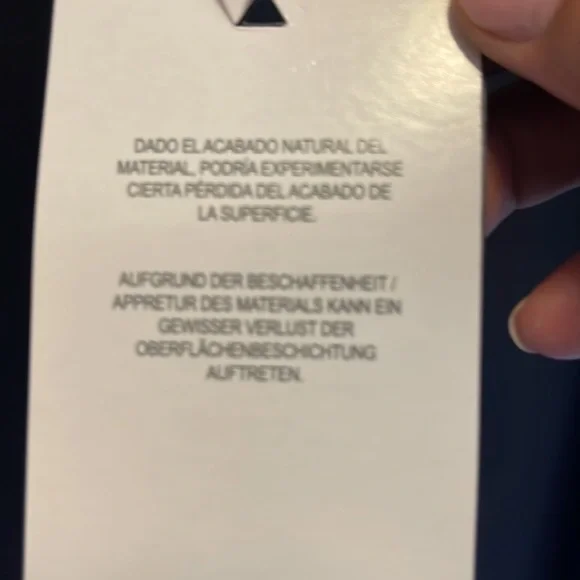 DADO EL ACABADO NATURAL DEL
MATERIAL, PODRÍA EXPERIMENTARSE
CIERTA PÉRDIDA DEL ACABADO DE
LA SUPERFICIE.
AUFGRUND DER BESCHAFFENHEIT /
APPRETUR DES MATERIALS KANN EIN
GEWISSER VERLUST DER
OBERFLÄCHENBESCHICHTUNG
AUFTRETEN.